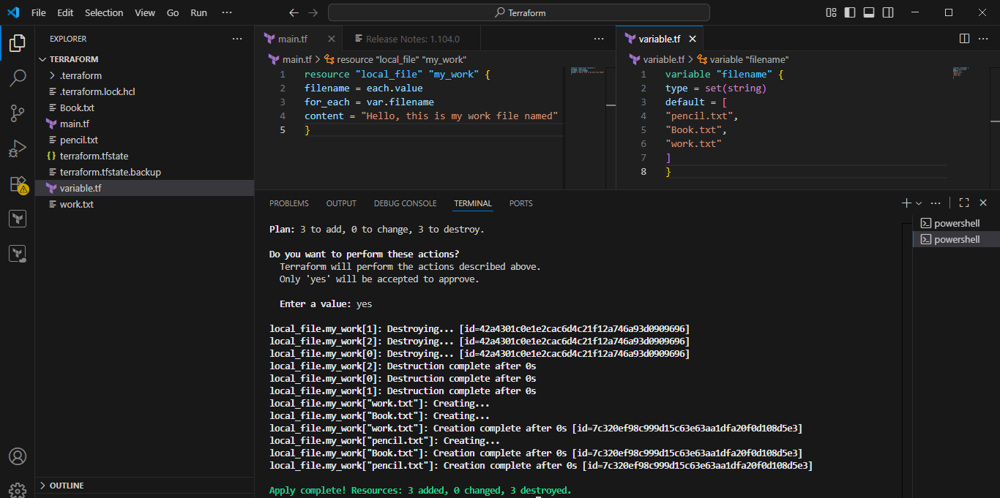 File Edit Selection View Go Run ··· Terraform
EXPLORER ···
TERRAFORM
.terraform
.terraform.lock.hcl
Book.txt
main.tf
pencil.txt
{} terraform.tfstate
terraform.tfstate.backup
variable.tf
work.txt
OUTLINE
main.tf Release Notes: 1.104.0 ···
main.tf > resource "local_file" "my_work"
1 resource "local_file" "my_work" {
2 filename = each.value
3 for_each = var.filename
4 content = "Hello, this is my work file named"
5 }
variable.tf ···
variable.tf > variable "filename"
1 variable "filename" {
2 type = set(string)
3 default = [
4 "pencil.txt",
5 "Book.txt",
6 "work.txt"
7 ]
8 }
PROBLEMS OUTPUT DEBUG CONSOLE TERMINAL PORTS ···
Plan: 3 to add, 0 to change, 3 to destroy.
Do you want to perform these actions?
Terraform will perform the actions described above.
Only 'yes' will be accepted to approve.
Enter a value: yes
local_file.my_work[1]: Destroying... [id=42a4301c0e1e2cac6d4c21f12a746a93d0909696]
local_file.my_work[2]: Destroying... [id=42a4301c0e1e2cac6d4c21f12a746a93d0909696]
local_file.my_work[0]: Destroying... [id=42a4301c0e1e2cac6d4c21f12a746a93d0909696]
local_file.my_work[2]: Destruction complete after 0s
local_file.my_work[0]: Destruction complete after 0s
local_file.my_work[1]: Destruction complete after 0s
local_file.my_work["work.txt"]: Creating...
local_file.my_work["Book.txt"]: Creating...
local_file.my_work["work.txt"]: Creation complete after 0s [id=7c320ef98c999d15c63e63aa1dfa20f0d108d5e3]
local_file.my_work["pencil.txt"]: Creating...
local_file.my_work["Book.txt"]: Creation complete after 0s [id=7c320ef98c999d15c63e63aa1dfa20f0d108d5e3]
local_file.my_work["pencil.txt"]: Creation complete after 0s [id=7c320ef98c999d15c63e63aa1dfa20f0d108d5e3]
Apply complete! Resources: 3 added, 0 changed, 3 destroyed.
powershell
powershell